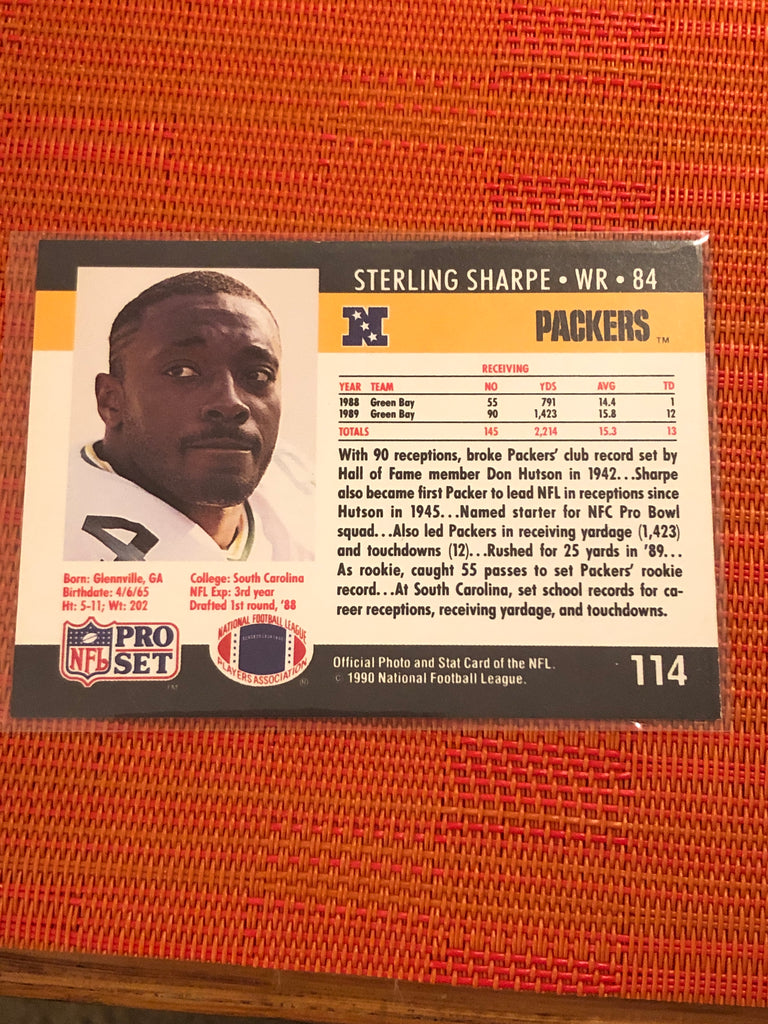 STERLING SHARPE • WR • 84
N
PACKERS ™
RECEIVING
YEAR TEAM NO YDS AVG TD
1988 Green Bay 55 791 14.4 1
1989 Green Bay 90 1,423 15.8 12
TOTALS 145 2,214 15.3 13
With 90 receptions, broke Packers' club record set by
Hall of Fame member Don Hutson in 1942...Sharpe
also became first Packer to lead NFL in receptions since
Hutson in 1945...Named starter for NFC Pro Bowl
squad...Also led Packers in receiving yardage (1,423)
and touchdowns (12)...Rushed for 25 yards in '89...
As rookie, caught 55 passes to set Packers' rookie
record...At South Carolina, set school records for ca-
reer receptions, receiving yardage, and touchdowns.
4
Born: Glennville, GA
Birthdate: 4/6/65
Ht: 5-11; Wt: 202
College: South Carolina
NFL Exp: 3rd year
Drafted 1st round, '88
NFL
PRO
SET
™
NATIONAL FOOTBALL LEAGUE
PLAYERS ASSOCIATION
®
Official Photo and Stat Card of the NFL.
© 1990 National Football League.
114